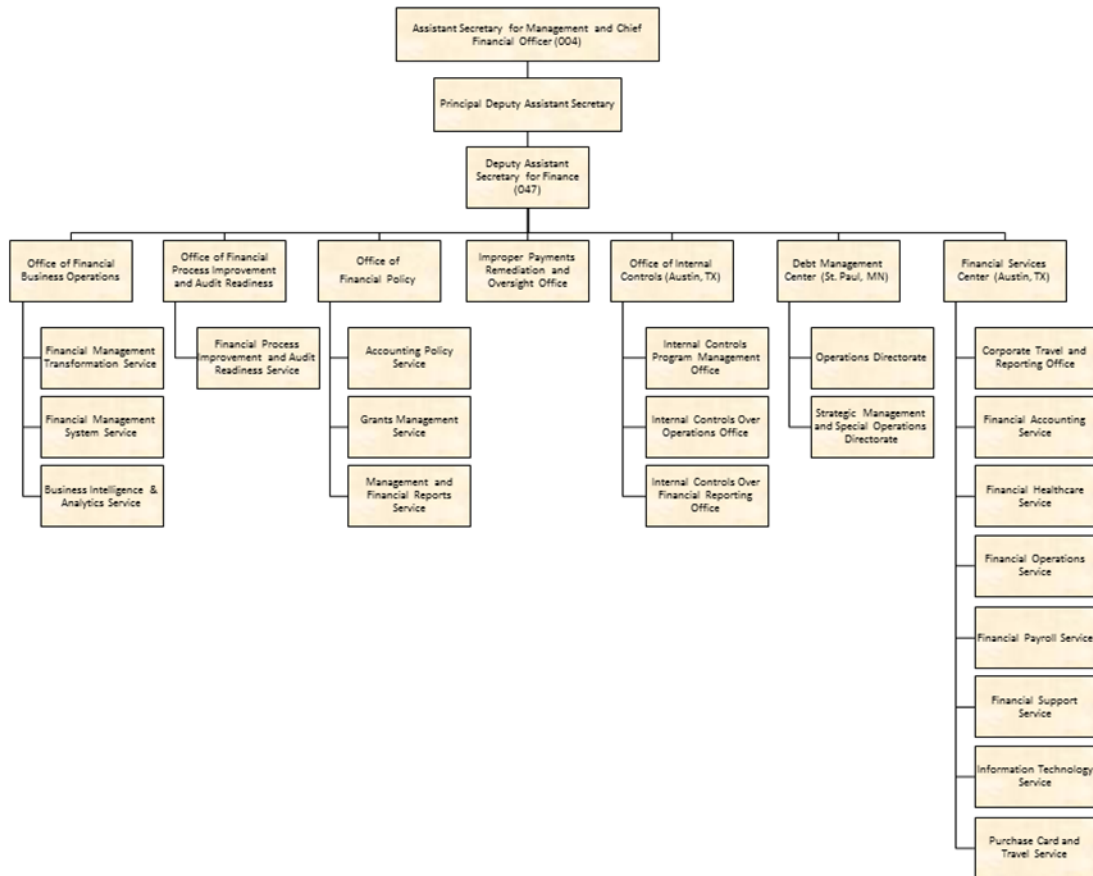 Assistant Secretary for Management and Chief
Financial Officer (004)
Principal Deputy Assistant Secretary
Deputy Assistant
Secretary for Finance
(047)
Office of Financial
Business Operations
Office of Financial
Process Improvement
and Audit Readiness
Office of
Financial Policy
Improper Payments
Remediation and
Oversight Office
Office of Internal
Controls (Austin, TX)
Debt Management
Center (St. Paul, MN)
Financial Services
Center (Austin, TX)
Financial Management
Transformation Service
Financial Management
System Service
Business Intelligence &
Analytics Service
Financial Process
Improvement and Audit
Readiness Service
Accounting Policy
Service
Grants Management
Service
Management and
Financial Reports
Service
Internal Controls
Program Management
Office
Internal Controls Over
Operations Office
Internal Controls Over
Financial Reporting
Office
Operations Directorate
Strategic Management
and Special Operations
Directorate
Corporate Travel and
Reporting Office
Financial Accounting
Service
Financial Healthcare
Service
Financial Operations
Service
Financial Payroll Service
Financial Support
Service
Information Technology
Service
Purchase Card and
Travel Service